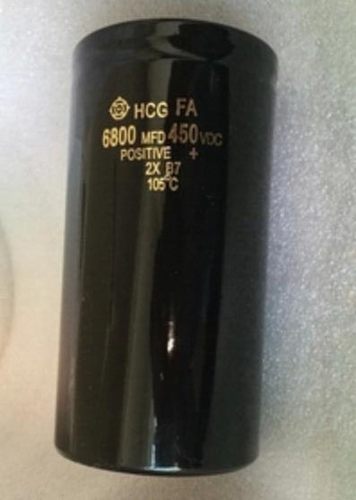 HCG FA
6800 MFD 450 VDC
POSITIVE +
2X B7
105°C